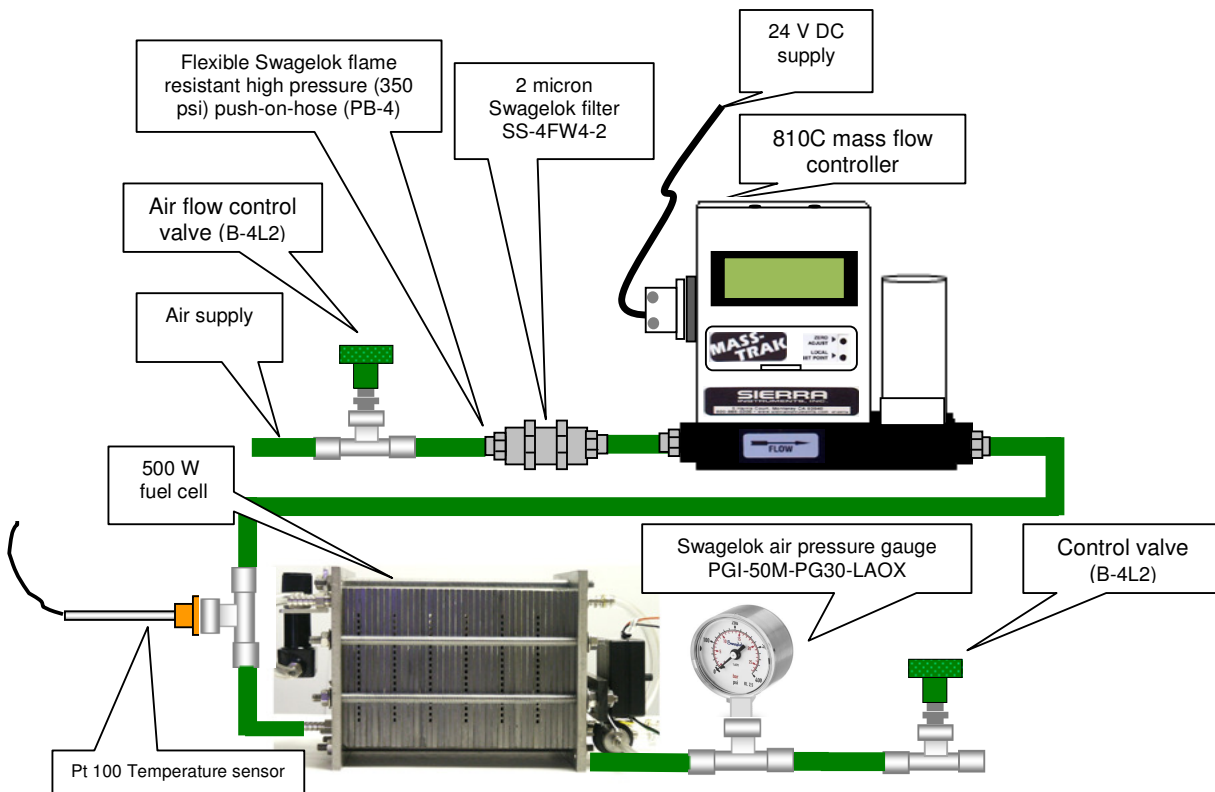 Flexible Swagelok flame
resistant high pressure (350
psi) push-on-hose (PB-4)
2 micron
Swagelok filter
SS-4FW4-2
24 V DC
supply
810C mass flow
controller
Air flow control
valve (B-4L2)
Air supply
MASS-
TRAK
ZERO
ADJUST
LOCAL
SET POINT
SIERRA
INSTRUMENTS, INC.
FLOW
500 W
fuel cell
Swagelok air pressure gauge
PGI-50M-PG30-LAOX
Control valve
(B-4L2)
Pt 100 Temperature sensor